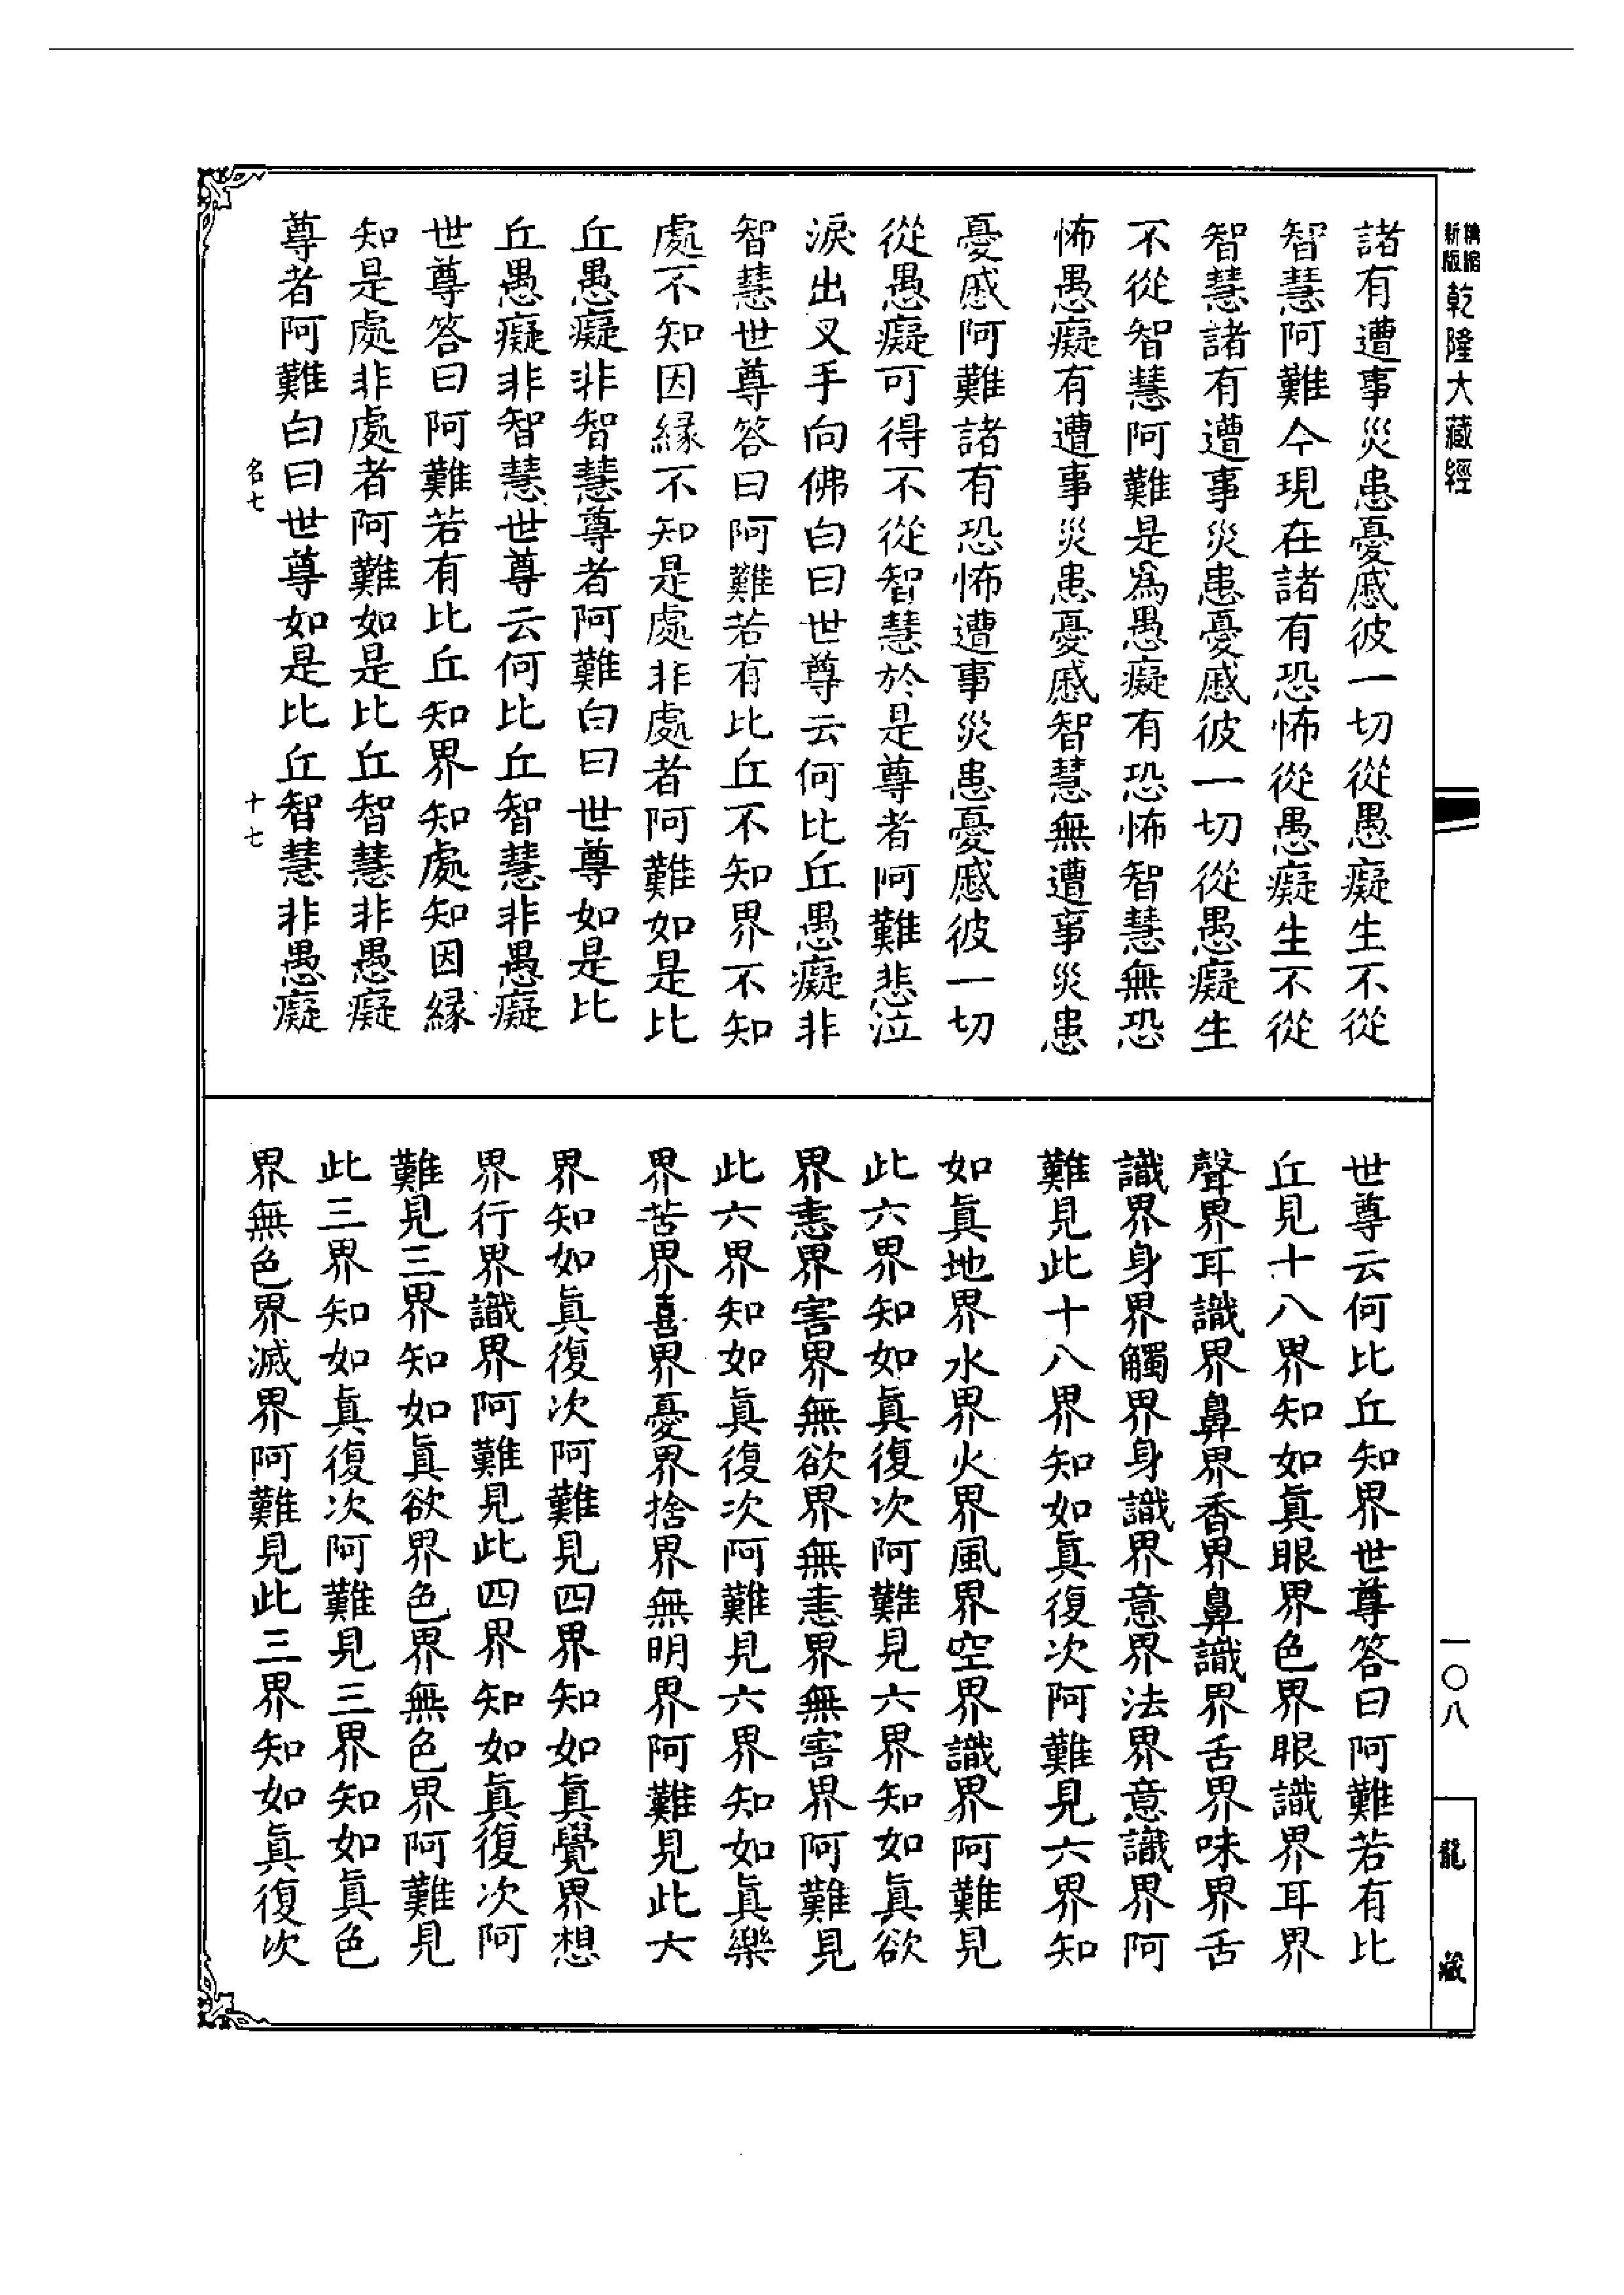 精縮
新版
乾隆大藏經
諸有遭事災患憂慼彼一切從愚癡生不從
智慧阿難今現在諸有恐怖從愚癡生不從
智慧諸有遭事災患憂慼彼一切從愚癡生
不從智慧阿難是為愚癡有恐怖智慧無恐
怖愚癡有遭事災患憂慼智慧無遭事災患
憂慼阿難諸有恐怖遭事災患憂慼彼一切
從愚癡可得不從智慧於是尊者阿難悲泣
淚出叉手向佛白曰世尊云何比丘愚癡非
智慧世尊答曰阿難若有比丘不知界不知
處不知因緣不知是處非處者阿難如是比
丘愚癡非智慧尊者阿難白曰世尊如是比
丘愚癡非智慧世尊云何比丘智慧非愚癡
世尊答曰阿難若有比丘知界知處知因緣
知是處非處者阿難如是比丘智慧非愚癡
尊者阿難白曰世尊如是比丘智慧非愚癡
名七
十七
世尊云何比丘知界世尊答曰阿難若有比
丘見十八界知如眞眼界色界眼識界耳界
聲界耳識界鼻界香界鼻識界舌界味界舌
識界身界觸界身識界意界法界意識界阿
難見此十八界知如眞復次阿難見六界知
如眞地界水界火界風界空界識界阿難見
此六界知如眞復次阿難見六界知如眞欲
界恚界害界無欲界無恚界無害界阿難見
此六界知如眞復次阿難見六界知如眞樂
界苦界喜界憂界捨界無明界阿難見此六
界知如眞復次阿難見四界知如眞覺界想
界行界識界阿難見此四界知如眞復次阿
難見三界知如眞欲界色界無色界阿難見
此三界知如眞復次阿難見三界知如眞色
界無色界滅界阿難見此三界知如眞復次
一〇八
龍藏